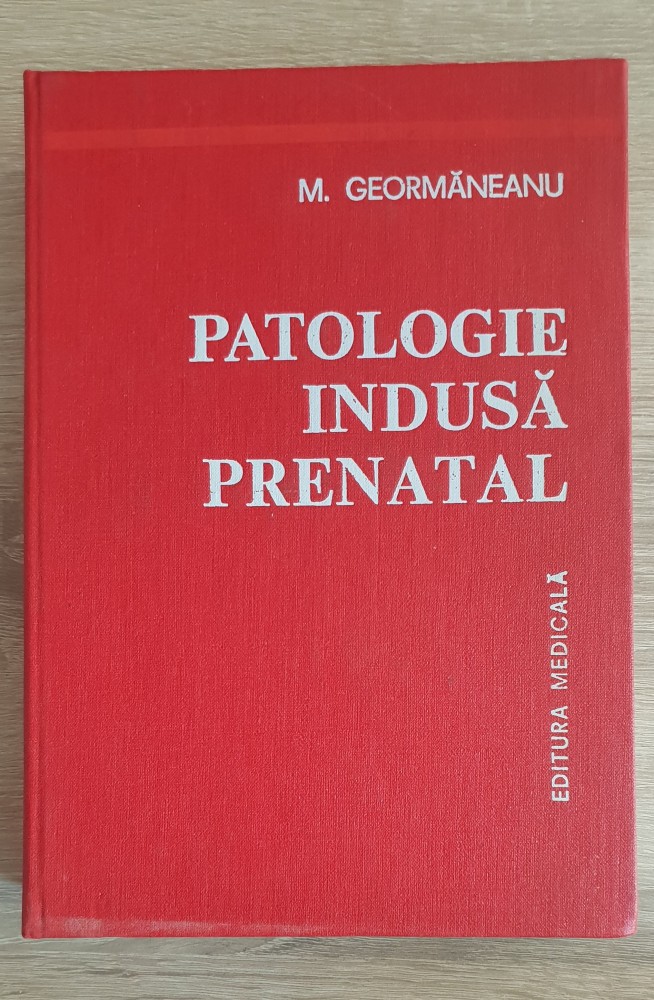 M. GEORMĂNEANU
PATOLOGIE
INDUSĂ
PRENATAL
EDITURA MEDICALĂ